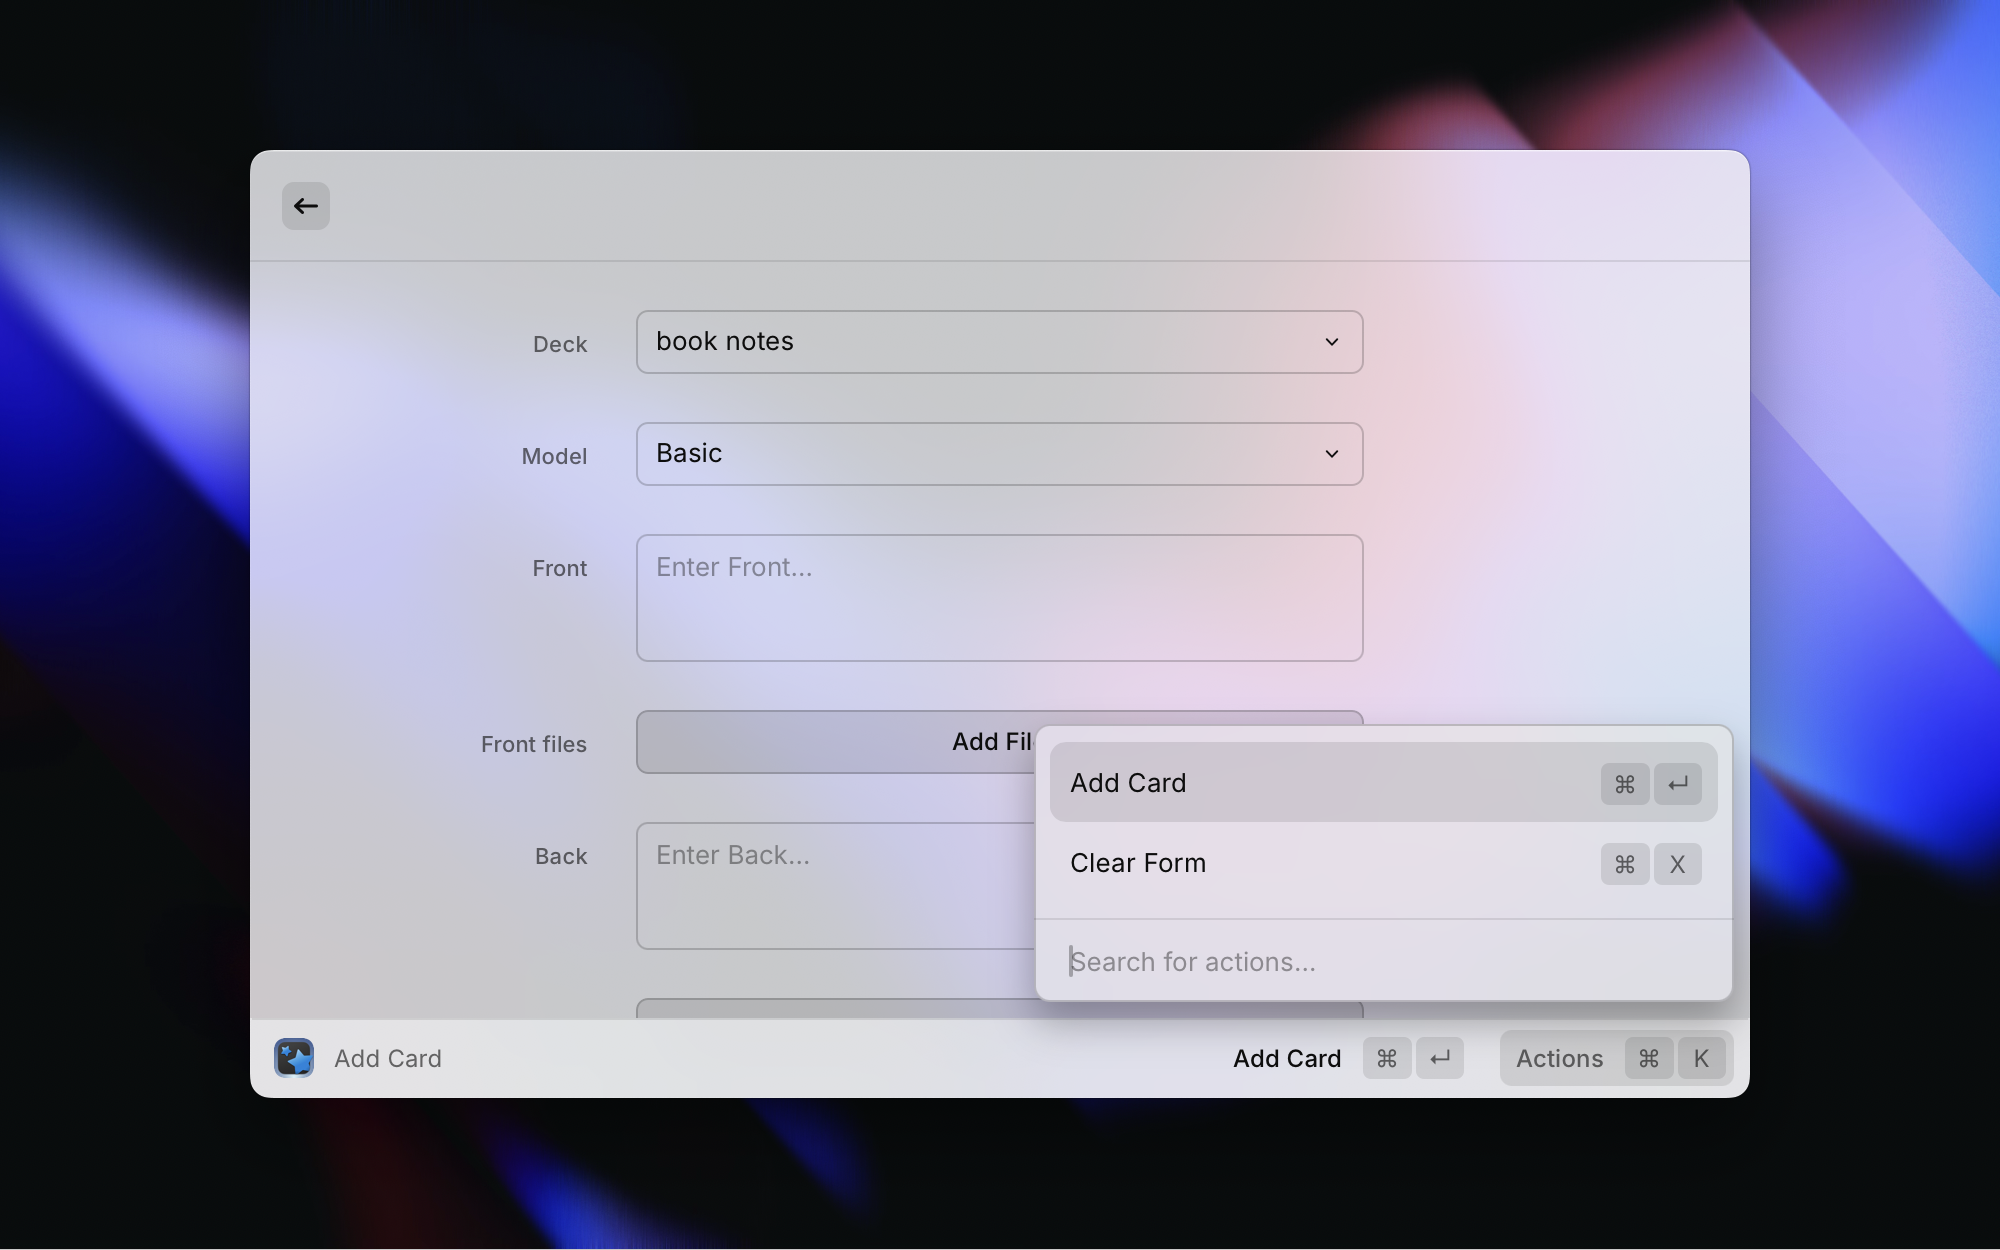 Deck
book notes
Model
Basic
Front
Enter Front...
Front files
Add
Back
Enter Back...
Add Card ⌘ ↵
Clear Form ⌘ X
Search for actions...
Add Card
Add Card ⌘ ↵
Actions ⌘ K